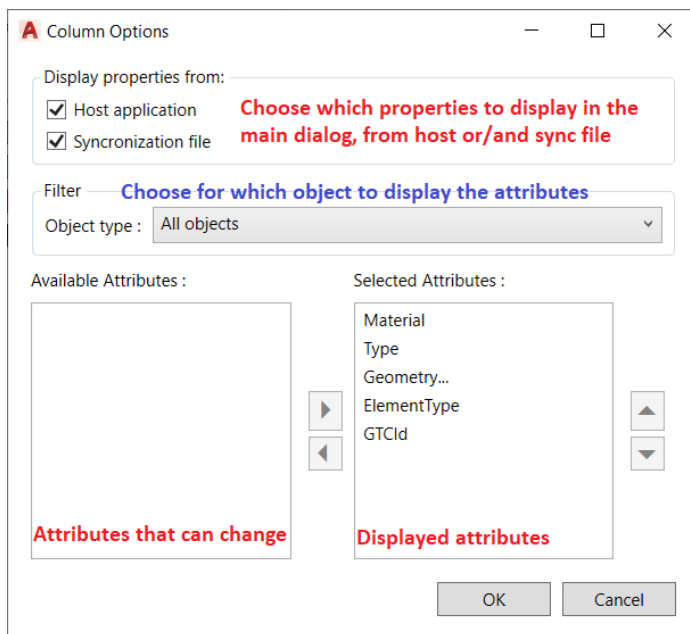 Column Options
Display properties from:
Host application
Syncronization file
Choose which properties to display in the
main dialog, from host or/and sync file
Filter
Choose for which object to display the attributes
Object type :
All objects
Available Attributes :
Attributes that can change
Selected Attributes :
Material
Type
Geometry...
ElementType
GTCId
Displayed attributes
OK
Cancel